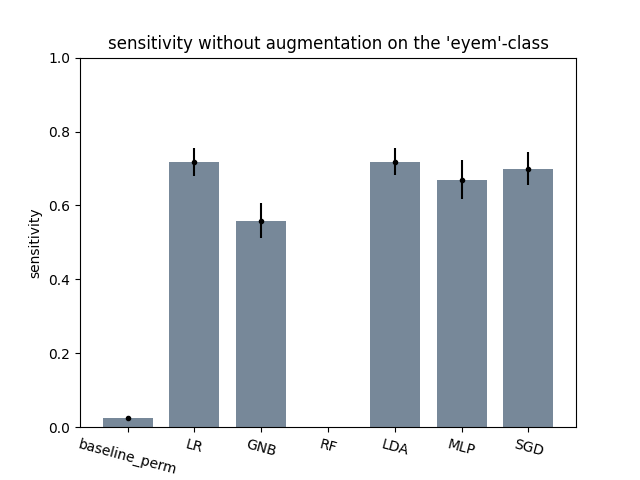 sensitivity without augmentation on the 'eyem'-class
1.0
0.8
0.6
0.4
0.2
0.0
sensitivity
baseline_perm LR GNB RF LDA MLP SGD